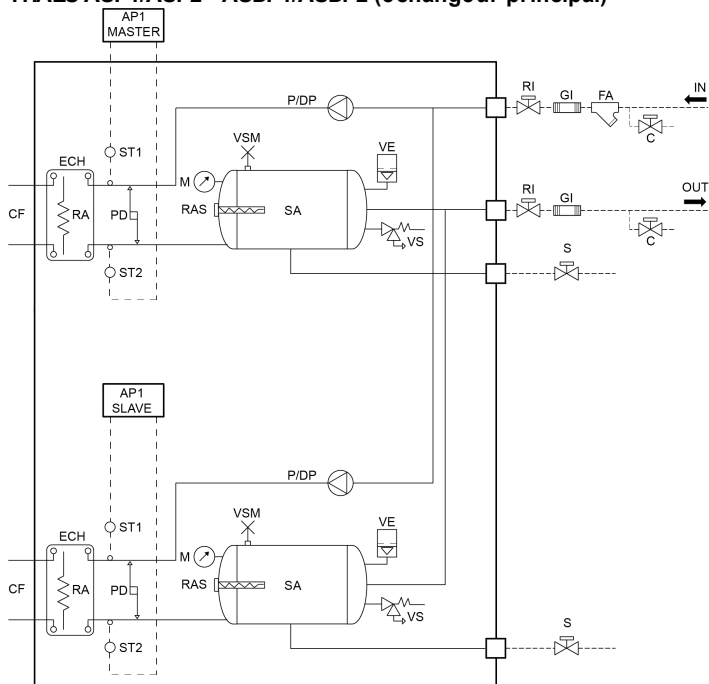 TRAES ASP1/ASP2 - ASDP1/ASDP2 (échangeur principal)
AP1
MASTER
P/DP
RI
GI
FA
IN
C
ST1
VSM
VE
ECH
M
CF
RA
PD
RAS
SA
VS
RI
GI
OUT
C
ST2
S
AP1
SLAVE
P/DP
ST1
VSM
VE
ECH
M
CF
RA
PD
RAS
SA
VS
ST2
S